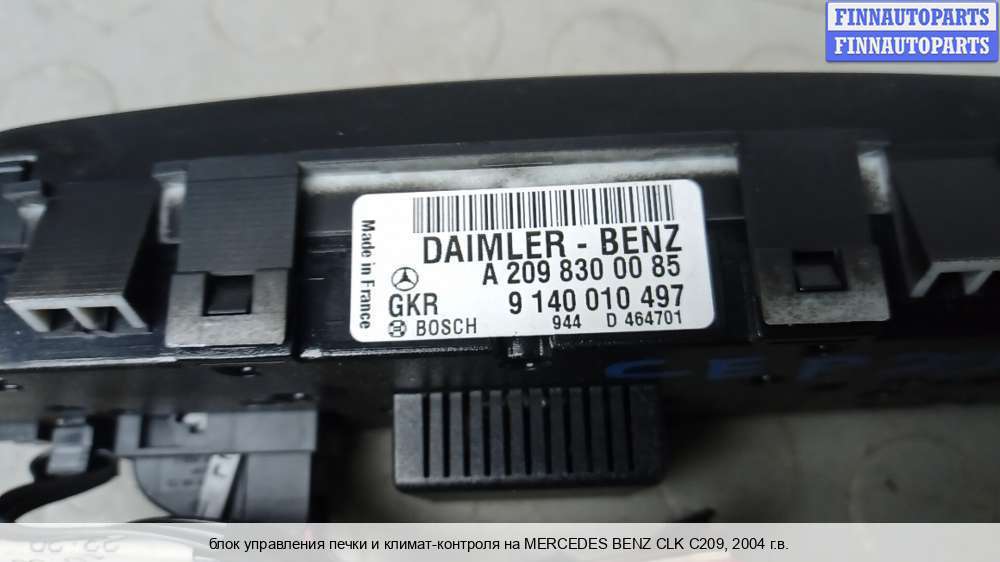 FINNAUTOPARTS
FINNAUTOPARTS
Made in France
DAIMLER - BENZ
A 209 830 00 85
GKR 9 140 010 497
BOSCH 944 D 464701
блок управления печки и климат-контроля на MERCEDES BENZ CLK C209, 2004 г.в.